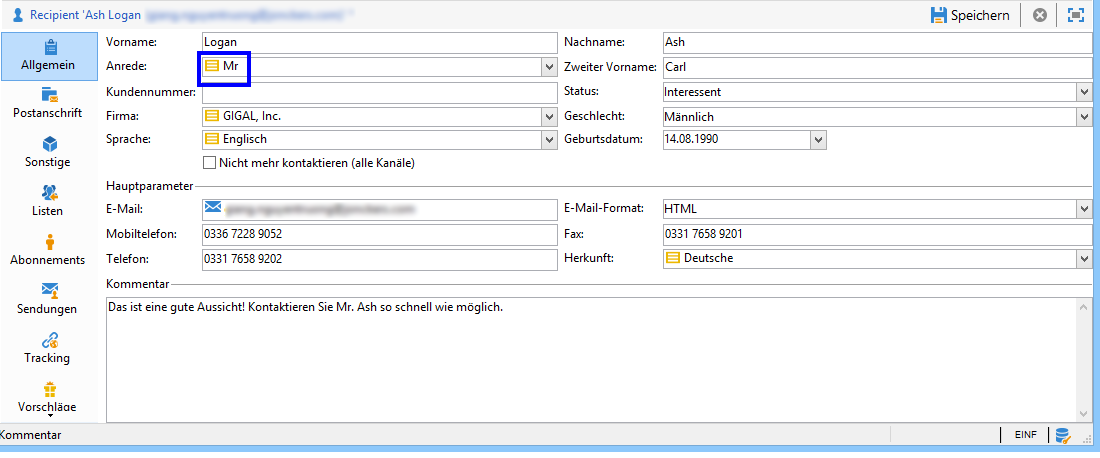 Recipient 'Ash Logan
Speichern
Allgemein
Postanschrift
Sonstige
Listen
Abonnements
Sendungen
Tracking
Vorschläge
Vorname: Logan Nachname: Ash
Anrede: Mr Zweiter Vorname: Carl
Kundennummer: Status: Interessent
Firma: GIGAL, Inc. Geschlecht: Männlich
Sprache: Englisch Geburtsdatum: 14.08.1990
Nicht mehr kontaktieren (alle Kanäle)
Hauptparameter
E-Mail: E-Mail-Format: HTML
Mobiltelefon: 0336 7228 9052 Fax: 0331 7658 9201
Telefon: 0331 7658 9202 Herkunft: Deutsche
Kommentar
Das ist eine gute Aussicht! Kontaktieren Sie Mr. Ash so schnell wie möglich.
Kommentar EINF